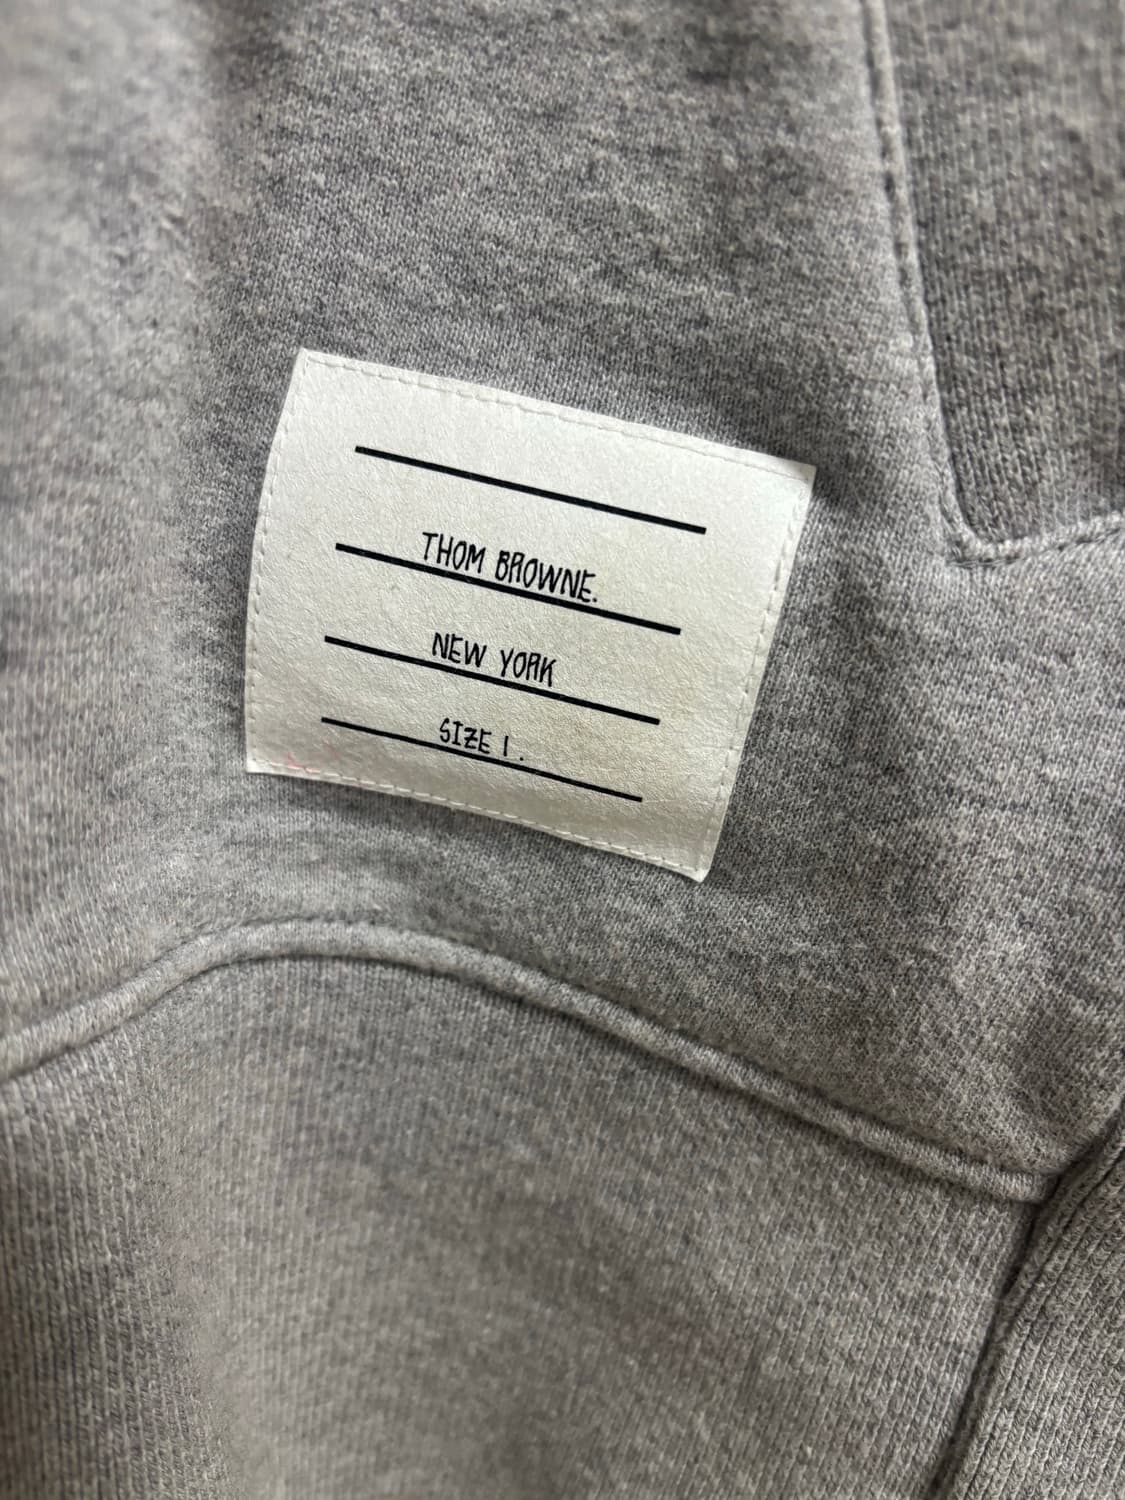 THOM BROWNE.
NEW YORK
SIZE 1.